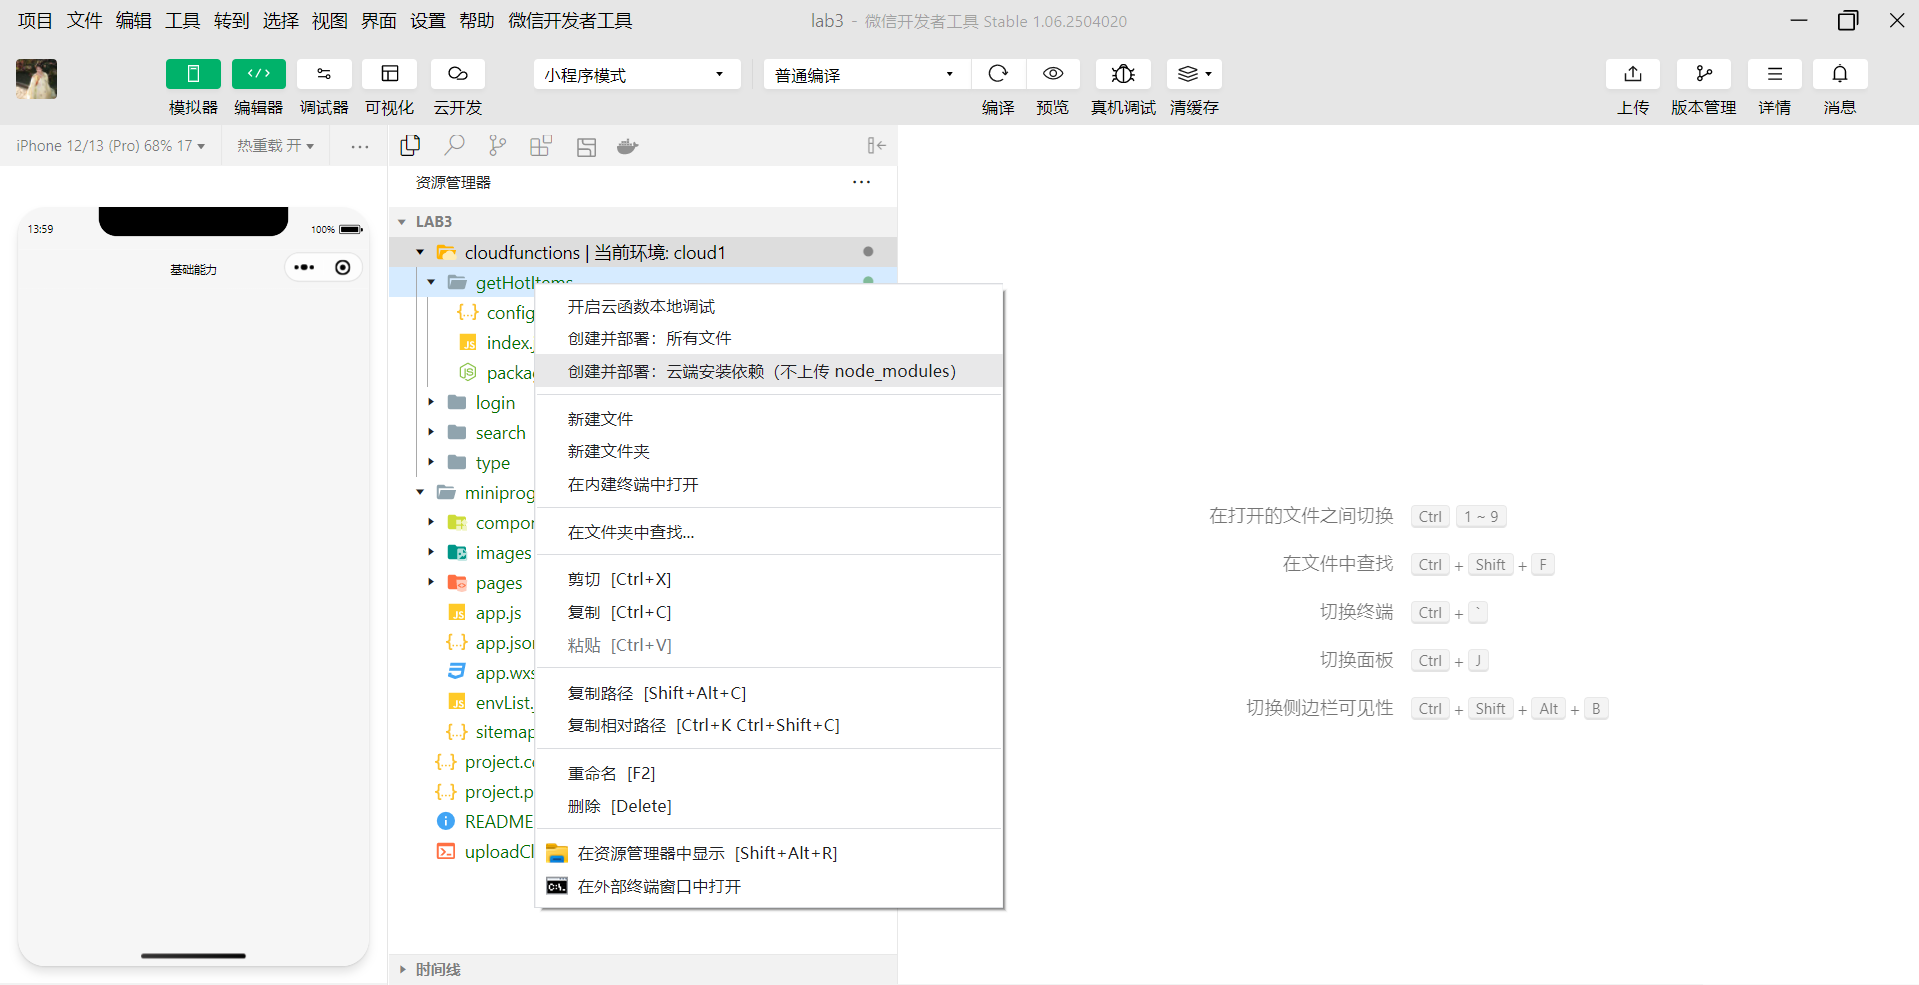 项目 文件 编辑 工具 转到 选择 视图 界面 设置 帮助 微信开发者工具
lab3 - 微信开发者工具 Stable 1.06.2504020
小程序模式
普通编译
模拟器 编辑器 调试器 可视化 云开发
编译 预览 真机调试 清缓存
上传 版本管理 详情 消息
iPhone 12/13 (Pro) 68% 17
热重载 开
资源管理器
13:59
100%
基础能力
LAB3
cloudfunctions | 当前环境: cloud1
getHotItems
config
index.
packa
login
search
type
miniprog
compor
images
pages
app.js
app.json
app.wxs
envList.
sitemap
project.co
project.p
README
uploadCl
时间线
开启云函数本地调试
创建并部署：所有文件
创建并部署：云端安装依赖（不上传 node_modules）
新建文件
新建文件夹
在内建终端中打开
在文件夹中查找...
剪切 [Ctrl+X]
复制 [Ctrl+C]
粘贴 [Ctrl+V]
复制路径 [Shift+Alt+C]
复制相对路径 [Ctrl+K Ctrl+Shift+C]
重命名 [F2]
删除 [Delete]
在资源管理器中显示 [Shift+Alt+R]
在外部终端窗口中打开
在打开的文件之间切换 Ctrl 1 ~ 9
在文件中查找 Ctrl + Shift + F
切换终端 Ctrl + `
切换面板 Ctrl + J
切换侧边栏可见性 Ctrl + Shift + Alt + B